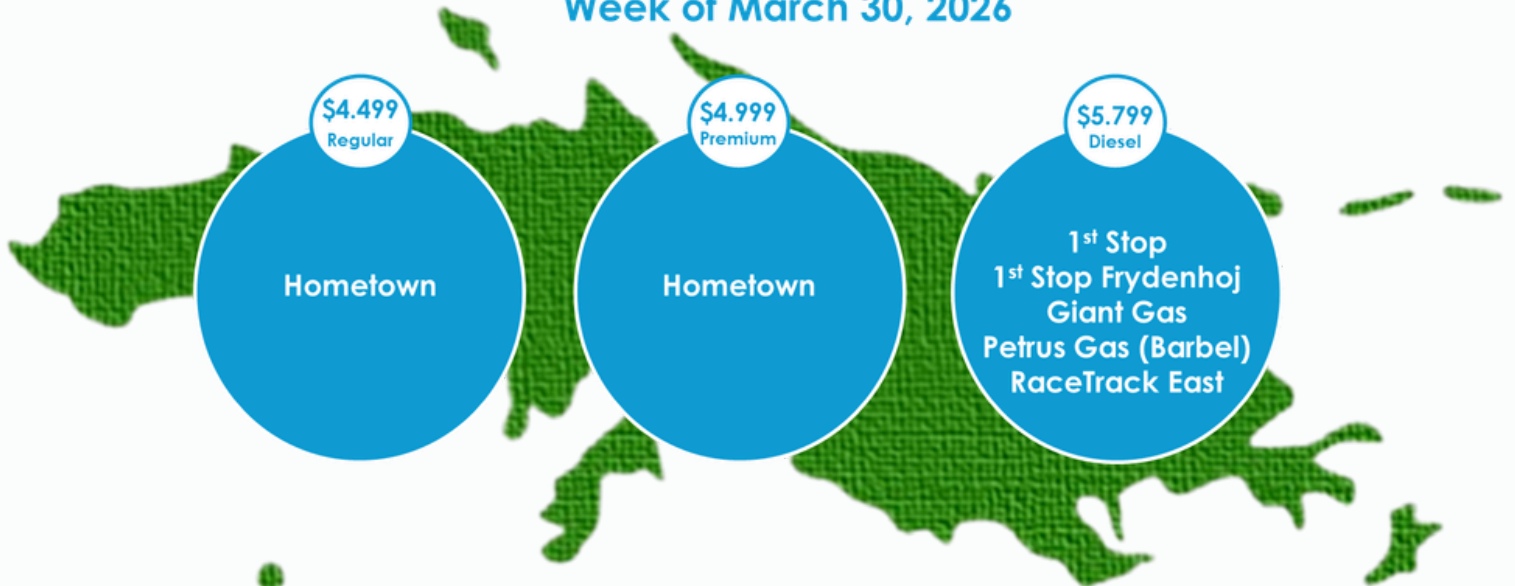 Week of March 30, 2026
$4.499
Regular
Hometown
$4.999
Premium
Hometown
$5.799
Diesel
1st Stop
1st Stop Frydenhoj
Giant Gas
Petrus Gas (Barbel)
RaceTrack East